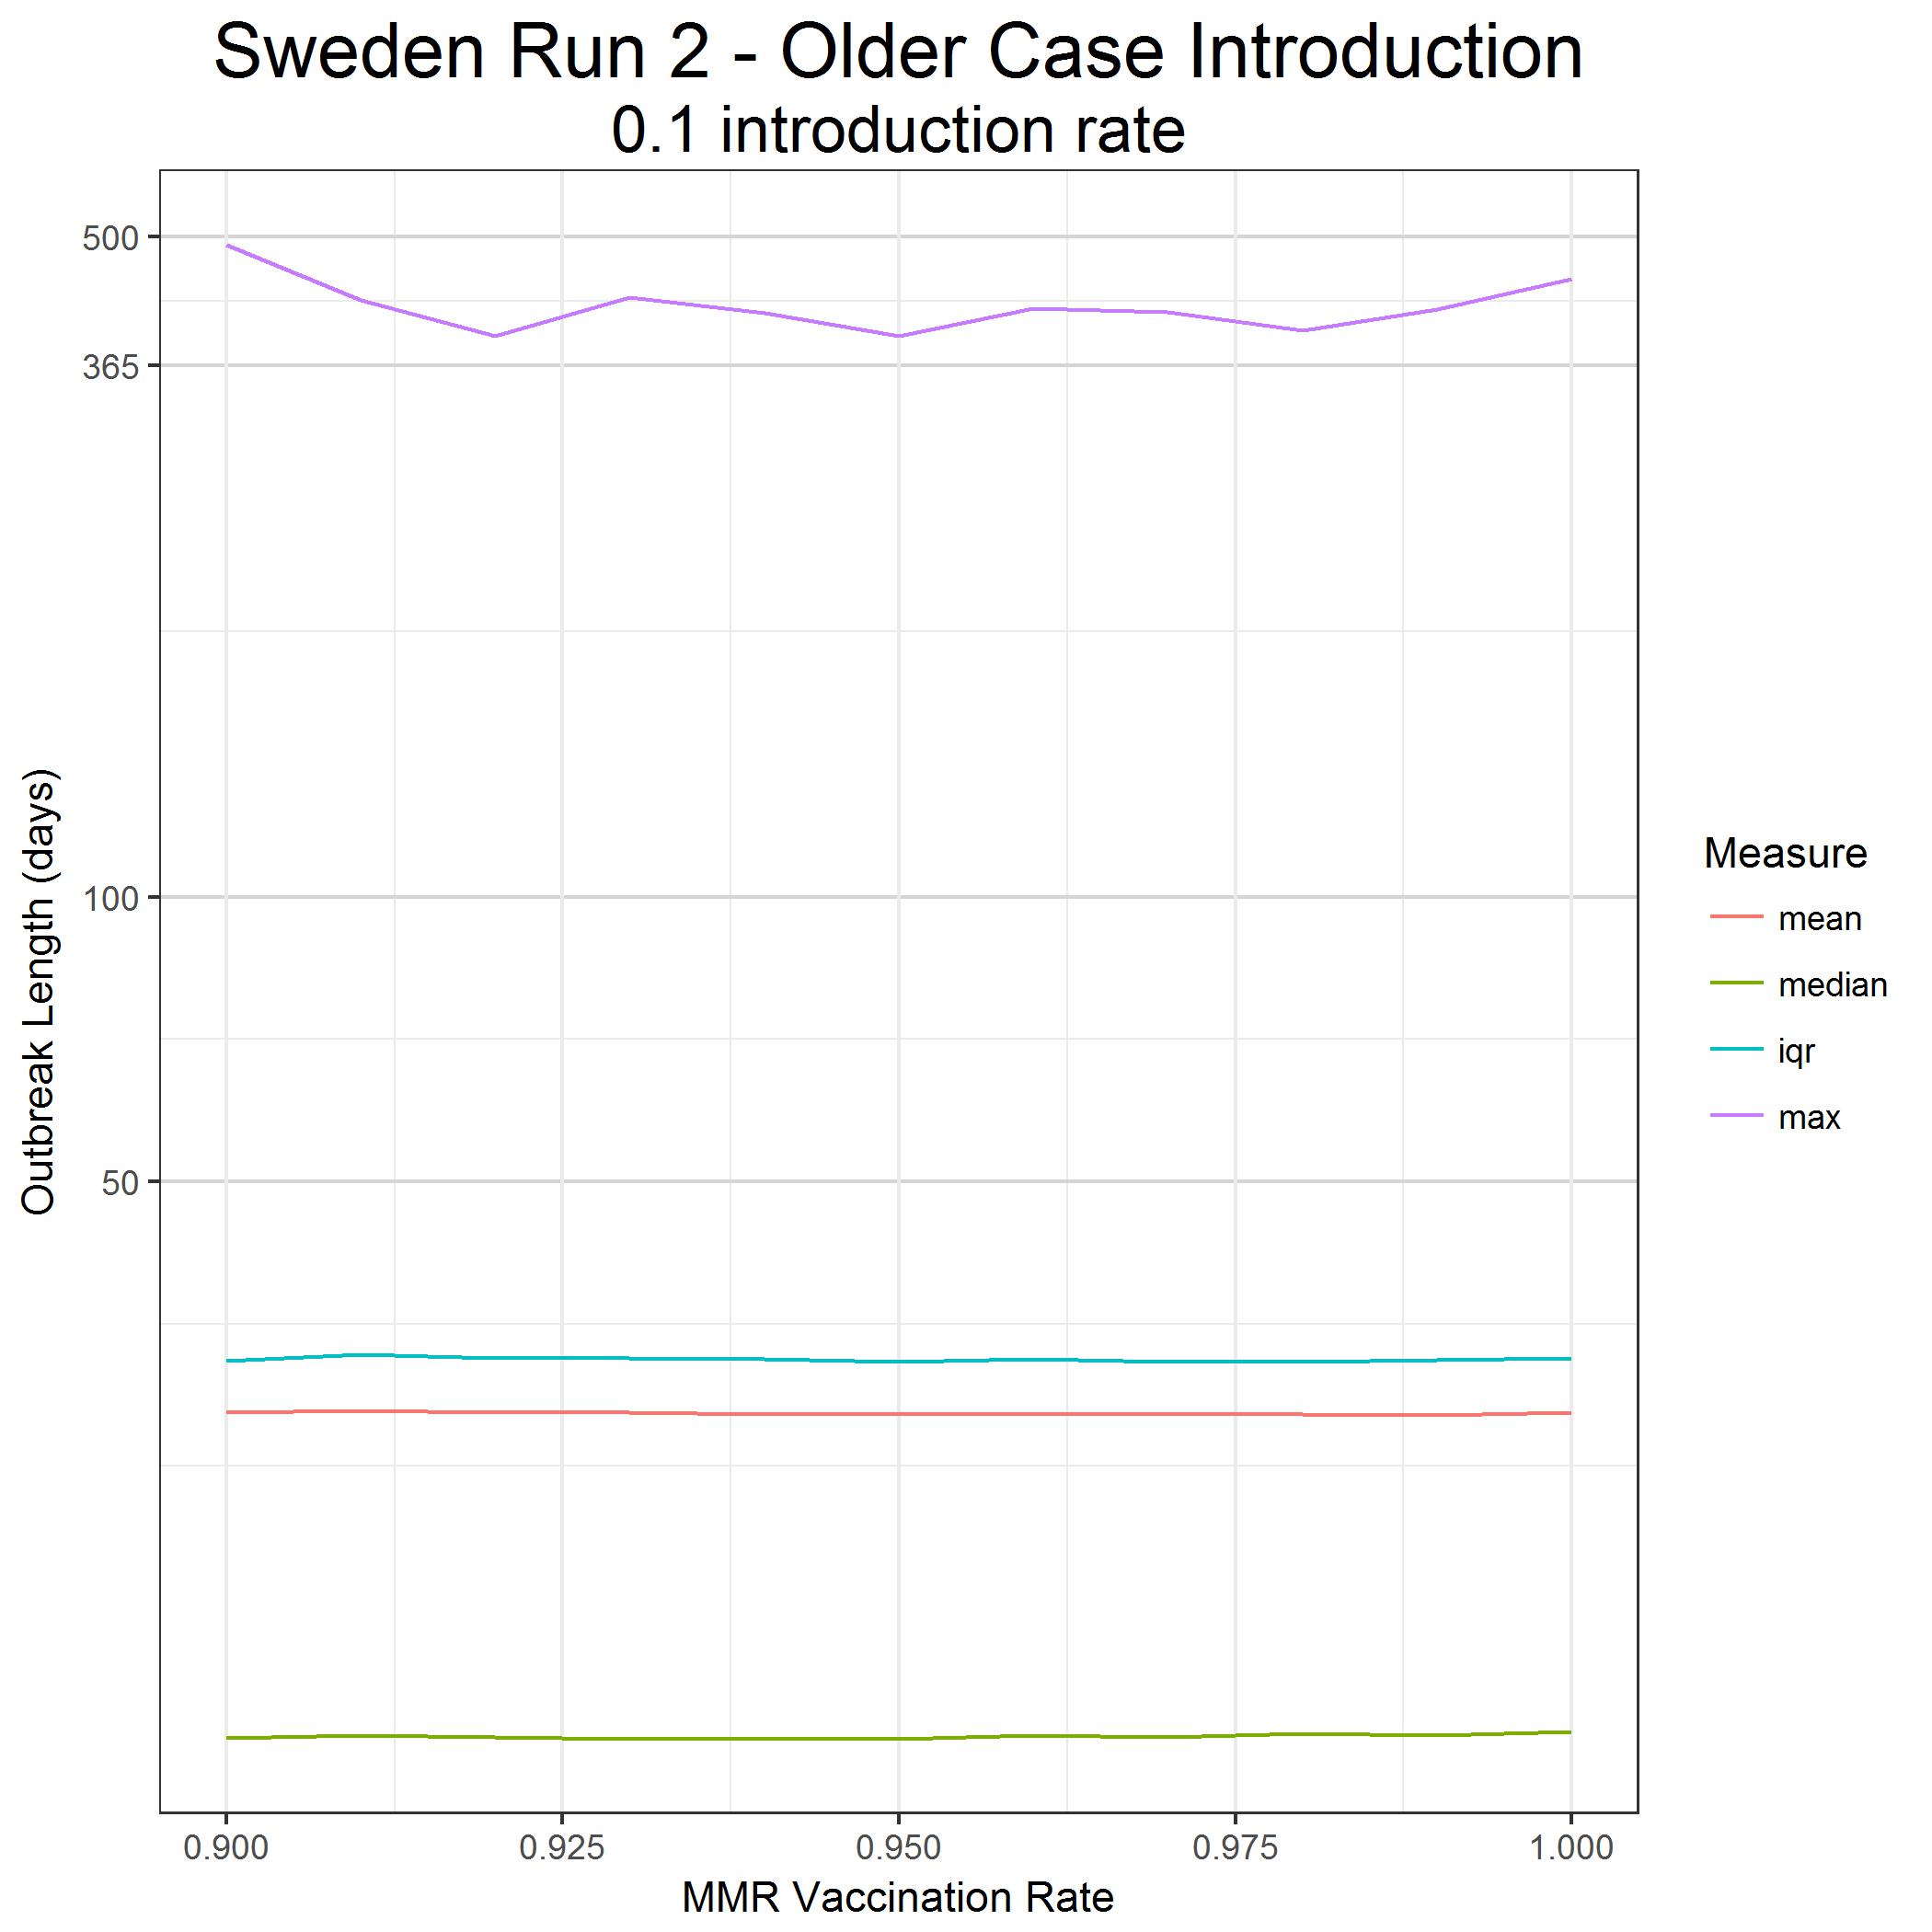 Sweden Run 2 - Older Case Introduction
0.1 introduction rate
500
365
100
50
Outbreak Length (days)
0.900
0.925
0.950
0.975
1.000
MMR Vaccination Rate
Measure
mean
median
iqr
max